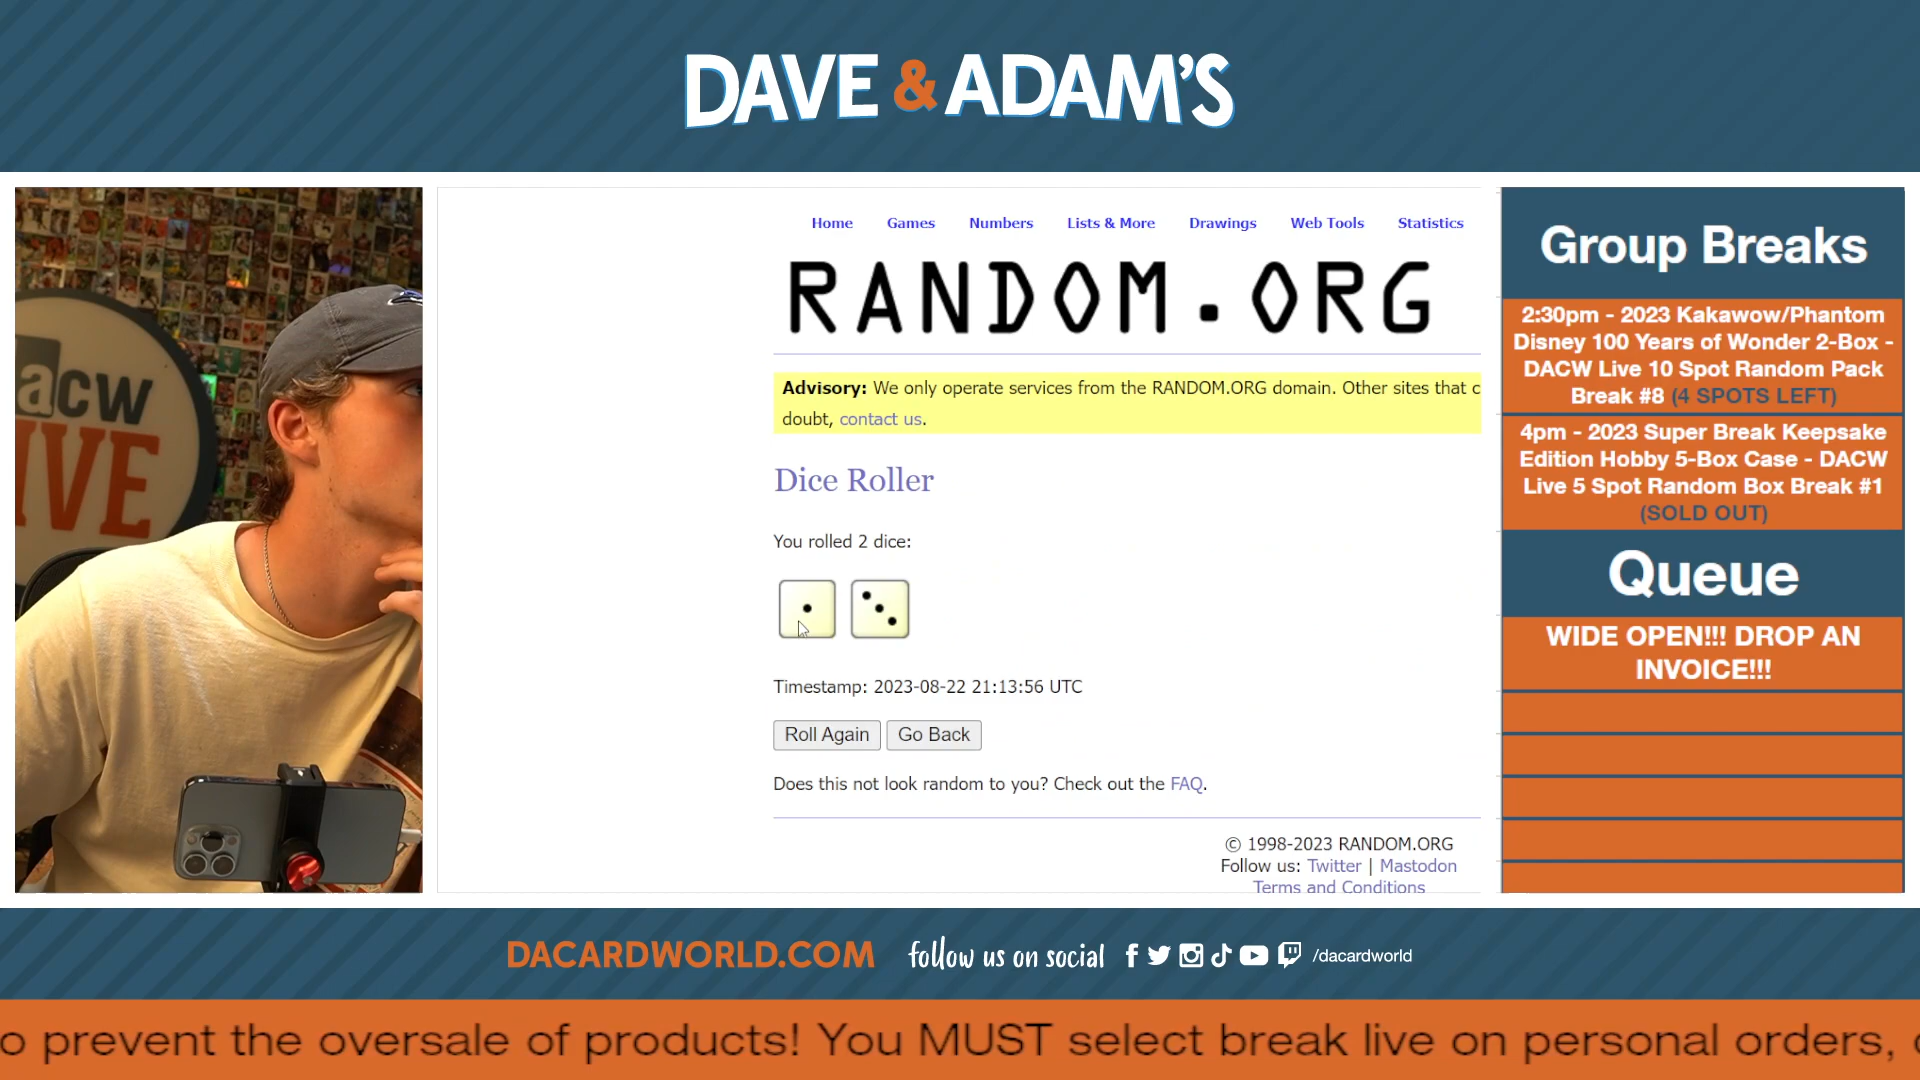 DAVE & ADAM'S
acw
IVE
Home Games Numbers Lists & More Drawings Web Tools Statistics
RANDOM.ORG
Advisory: We only operate services from the RANDOM.ORG domain. Other sites that c
doubt, contact us.
Dice Roller
You rolled 2 dice:
Timestamp: 2023-08-22 21:13:56 UTC
Roll Again Go Back
Does this not look random to you? Check out the FAQ.
© 1998-2023 RANDOM.ORG
Follow us: Twitter | Mastodon
Terms and Conditions
Group Breaks
2:30pm - 2023 Kakawow/Phantom
Disney 100 Years of Wonder 2-Box -
DACW Live 10 Spot Random Pack
Break #8 (4 SPOTS LEFT)
4pm - 2023 Super Break Keepsake
Edition Hobby 5-Box Case - DACW
Live 5 Spot Random Box Break #1
(SOLD OUT)
Queue
WIDE OPEN!!! DROP AN
INVOICE!!!
DACARDWORLD.COM follow us on social /dacardworld
o prevent the oversale of products! You MUST select break live on personal orders,